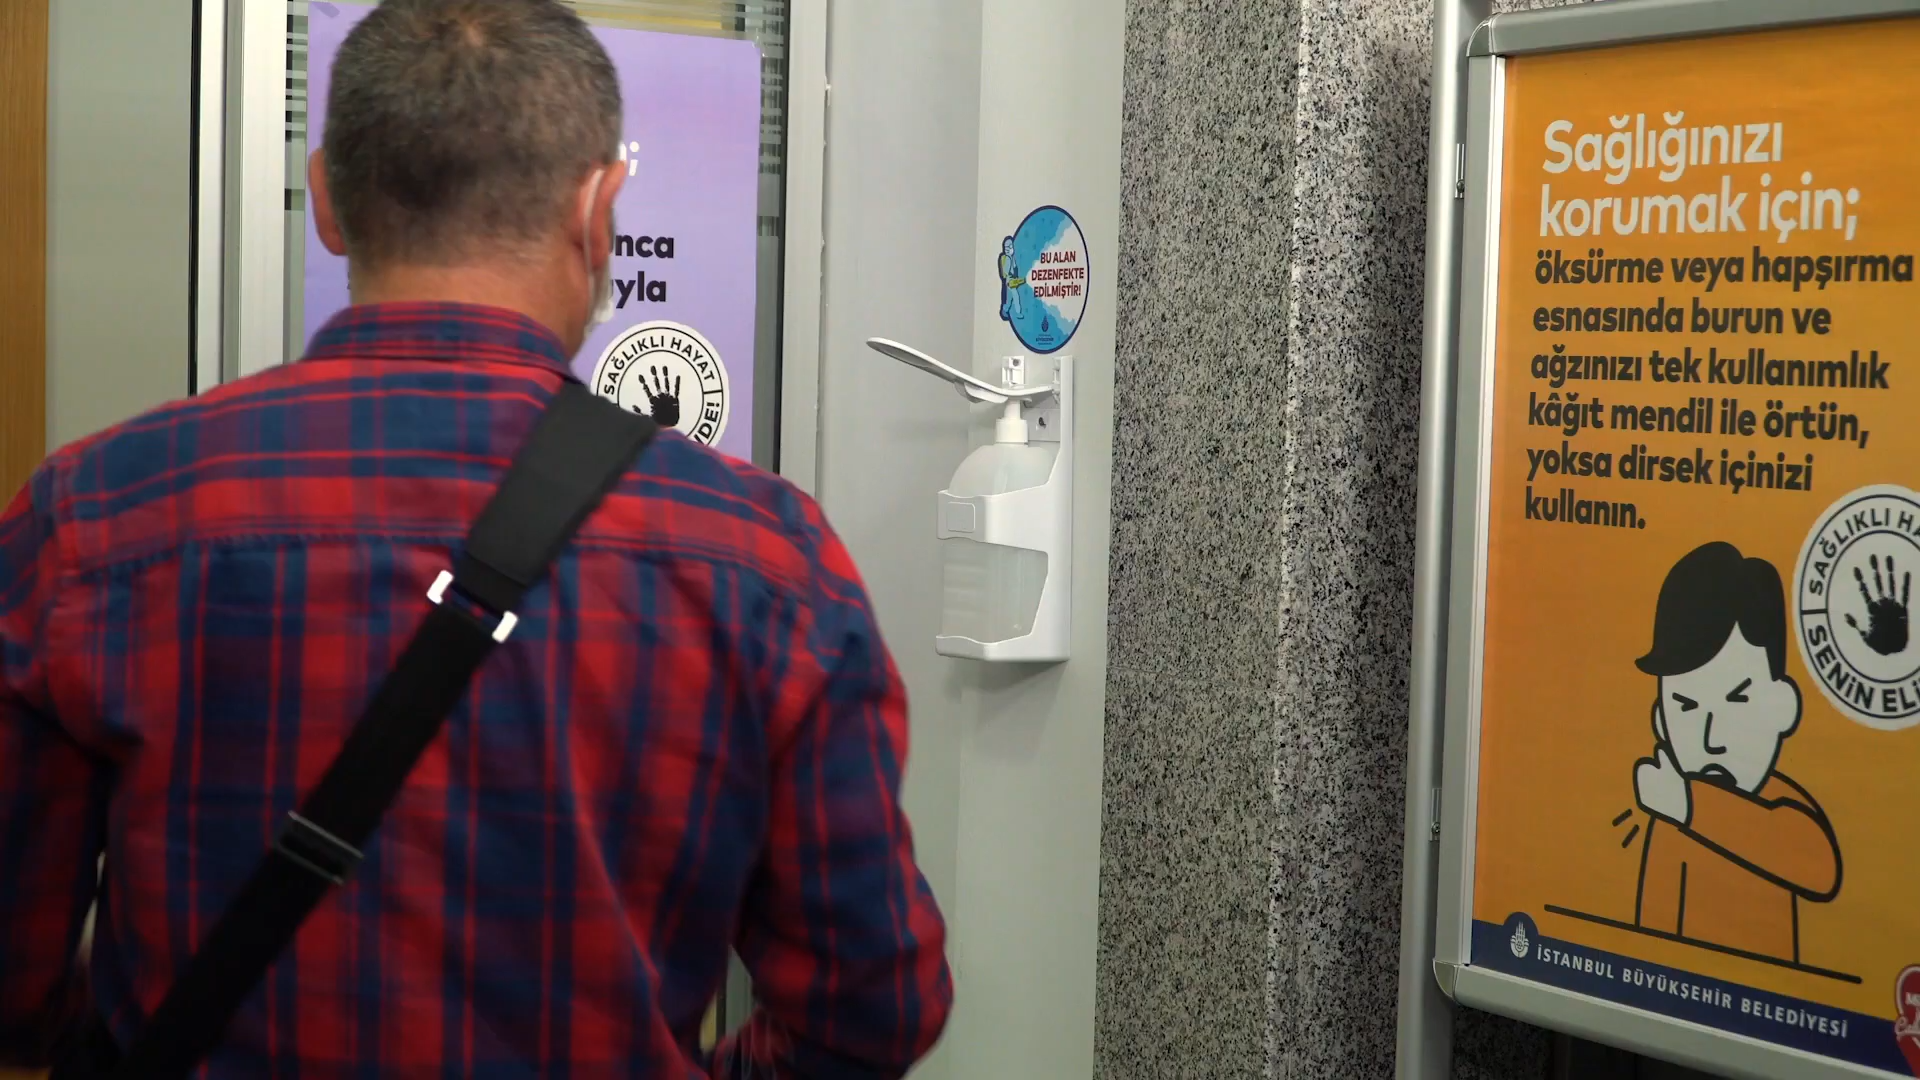 nca
yla
SAĞLIKLI HAYAT
BU ALAN
DEZENFEKTE
EDİLMİŞTİR!
Sağlığınızı
korumak için;
öksürme veya hapşırma
esnasında burun ve
ağzınızı tek kullanımlık
kâğıt mendil ile örtün,
yoksa dirsek içinizi
kullanın.
SAĞLIKLI HA
SENİN ELİ
İSTANBUL BÜYÜKŞEHİR BELEDİYESİ